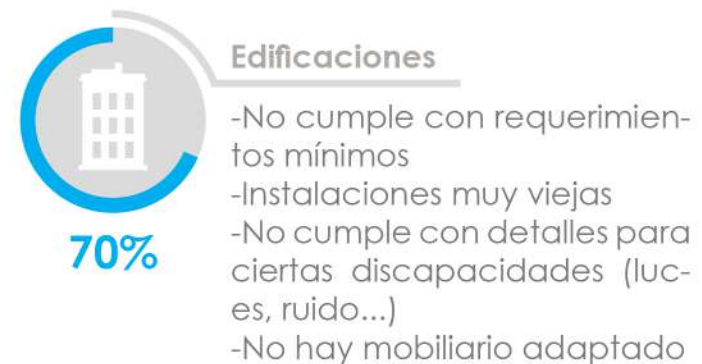 Edificaciones
-No cumple con requerimien-
tos mínimos
-Instalaciones muy viejas
-No cumple con detalles para
ciertas discapacidades (luc-
es, ruido...)
-No hay mobiliario adaptado
70%